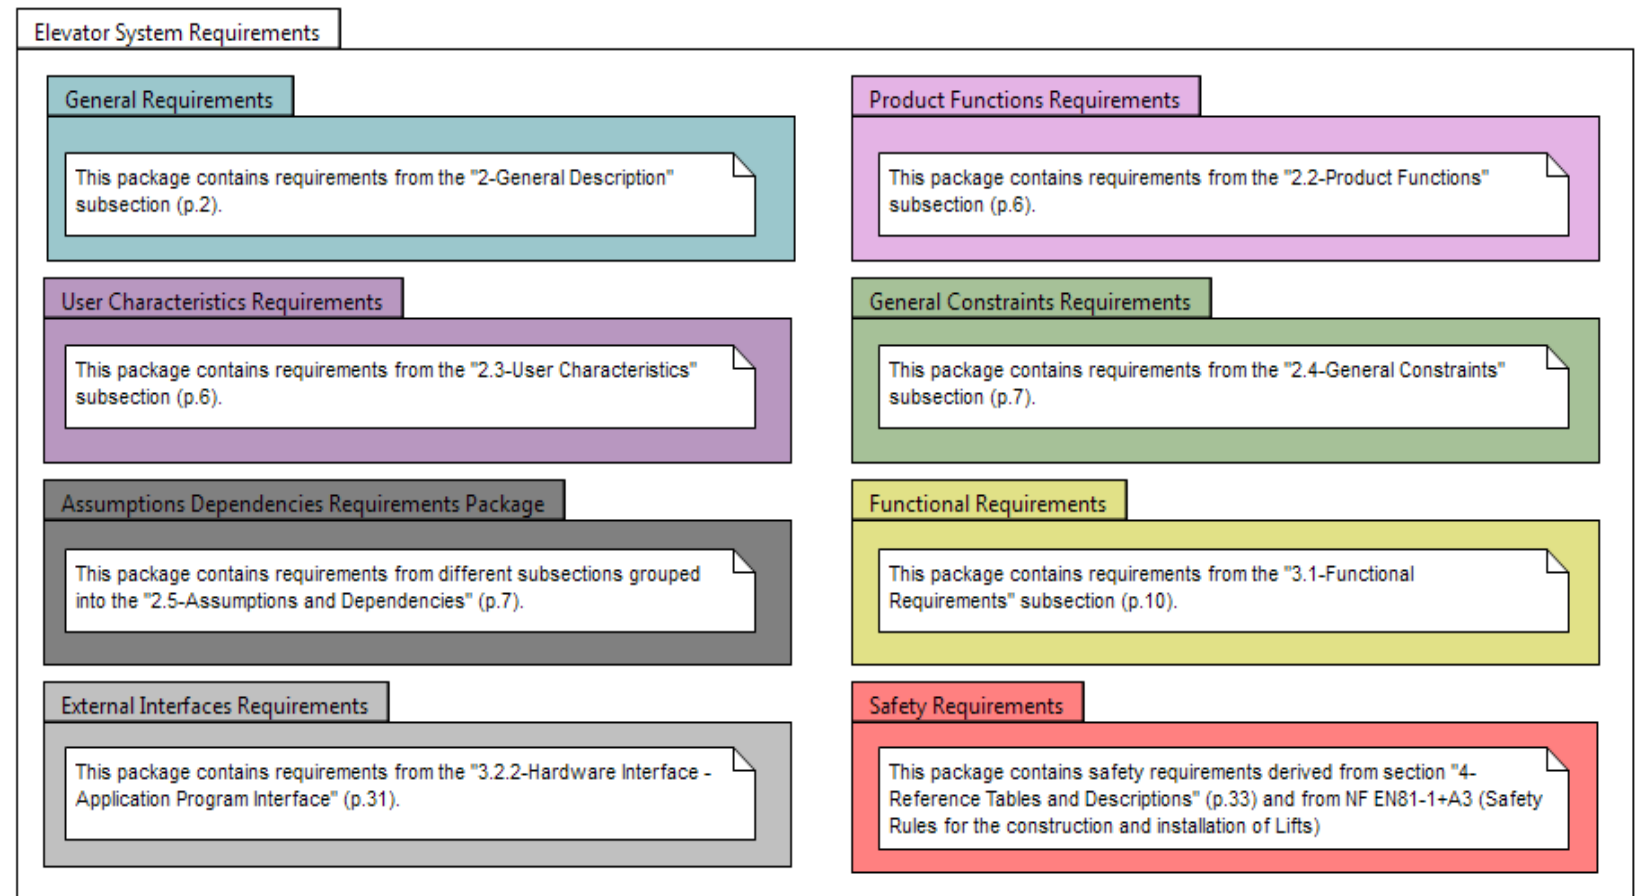 Elevator System Requirements
General Requirements
This package contains requirements from the "2-General Description"
subsection (p.2).
Product Functions Requirements
This package contains requirements from the "2.2-Product Functions"
subsection (p.6).
User Characteristics Requirements
This package contains requirements from the "2.3-User Characteristics"
subsection (p.6).
General Constraints Requirements
This package contains requirements from the "2.4-General Constraints"
subsection (p.7).
Assumptions Dependencies Requirements Package
This package contains requirements from different subsections grouped
into the "2.5-Assumptions and Dependencies" (p.7).
Functional Requirements
This package contains requirements from the "3.1-Functional
Requirements" subsection (p.10).
External Interfaces Requirements
This package contains requirements from the "3.2.2-Hardware Interface -
Application Program Interface" (p.31).
Safety Requirements
This package contains safety requirements derived from section "4-
Reference Tables and Descriptions" (p.33) and from NF EN81-1+A3 (Safety
Rules for the construction and installation of Lifts)